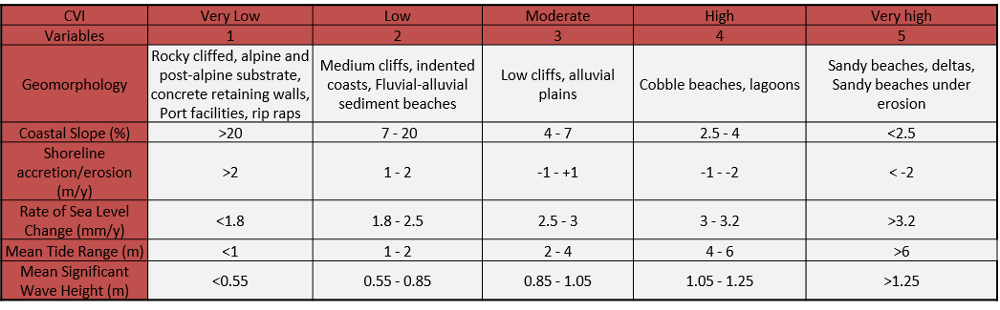 CVI Very Low Low Moderate High Very high
Variables 1 2 3 4 5
Geomorphology
Rocky cliffed, alpine and
post-alpine substrate,
concrete retaining walls,
Port facilities, rip raps
Medium cliffs, indented
coasts, Fluvial-alluvial
sediment beaches
Low cliffs, alluvial
plains
Cobble beaches, lagoons
Sandy beaches, deltas,
Sandy beaches under
erosion
Coastal Slope (%) >20 7 - 20 4 - 7 2.5 - 4 <2.5
Shoreline
accretion/erosion
(m/y)
>2 1 - 2 -1 - +1 -1 - -2 < -2
Rate of Sea Level
Change (mm/y)
<1.8 1.8 - 2.5 2.5 - 3 3 - 3.2 >3.2
Mean Tide Range (m) <1 1 - 2 2 - 4 4 - 6 >6
Mean Significant
Wave Height (m)
<0.55 0.55 - 0.85 0.85 - 1.05 1.05 - 1.25 >1.25